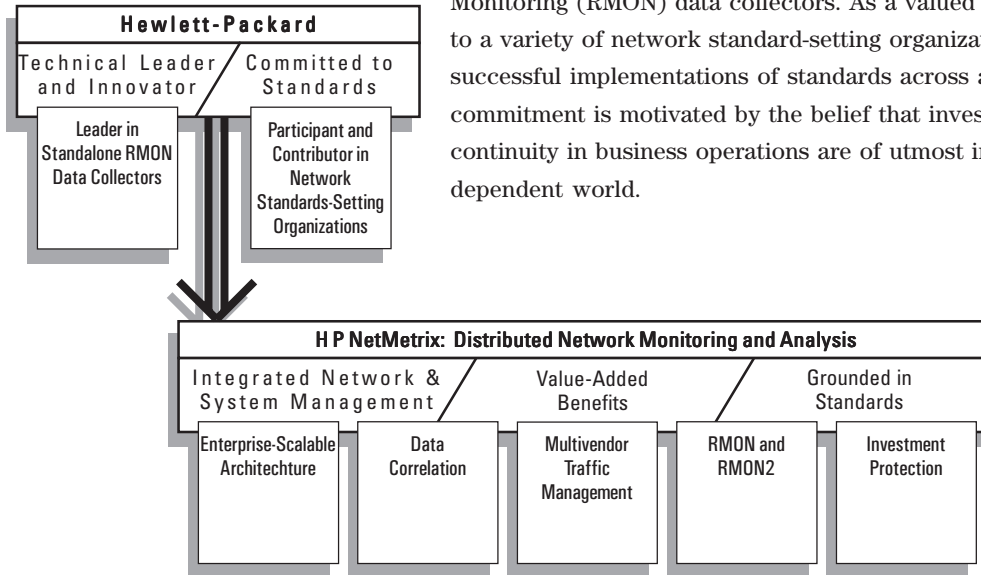 Monitoring (RMON) data collectors. As a valued
to a variety of network standard-setting
successful implementations of standards across
commitment is motivated by the belief that
continuity in business operations are of utmost
dependent world.
Hewlett-Packard
Technical Leader
and Innovator
Committed to
Standards
Leader in
Standalone RMON
Data Collectors
Participant and
Contributor in
Network
Standards-Setting
Organizations
H P NetMetrix: Distributed Network Monitoring and Analysis
Integrated Network &
System Management
Value-Added
Benefits
Grounded in
Standards
Enterprise-Scalable
Architechture
Data
Correlation
Multivendor
Traffic
Management
RMON and
RMON2
Investment
Protection